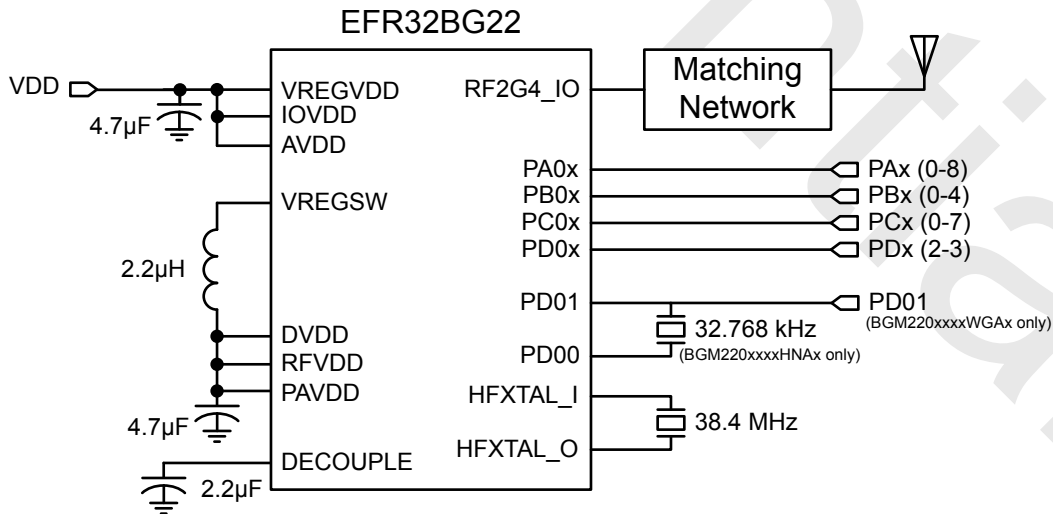 EFR32BG22
VDD
4.7µF
VREGVDD
IOVDD
AVDD
VREGSW
2.2µH
DVDD
RFVDD
PAVDD
4.7µF
DECOUPLE
2.2µF
RF2G4_IO
Matching
Network
PA0x
PAx (0-8)
PB0x
PBx (0-4)
PC0x
PCx (0-7)
PD0x
PDx (2-3)
PD01
PD01
(BGM220xxxxWGAx only)
32.768 kHz
(BGM220xxxxHNAx only)
PD00
HFXTAL_I
38.4 MHz
HFXTAL_O